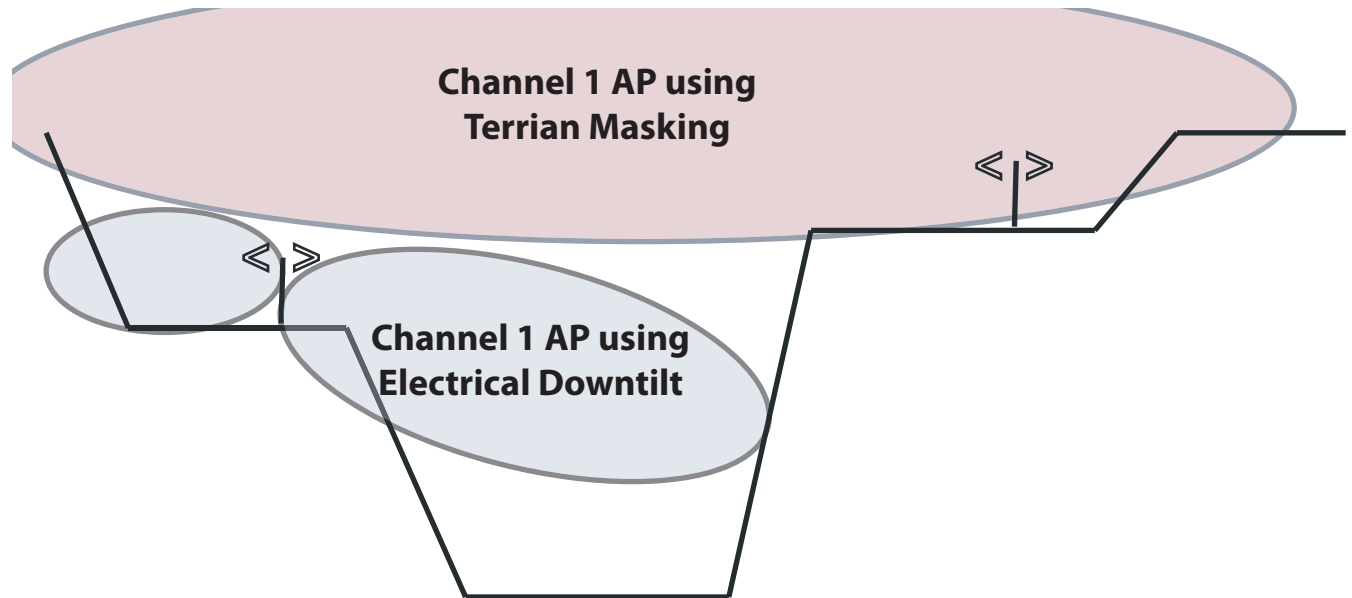 Channel 1 AP using
Terrian Masking
Channel 1 AP using
Electrical Downtilt